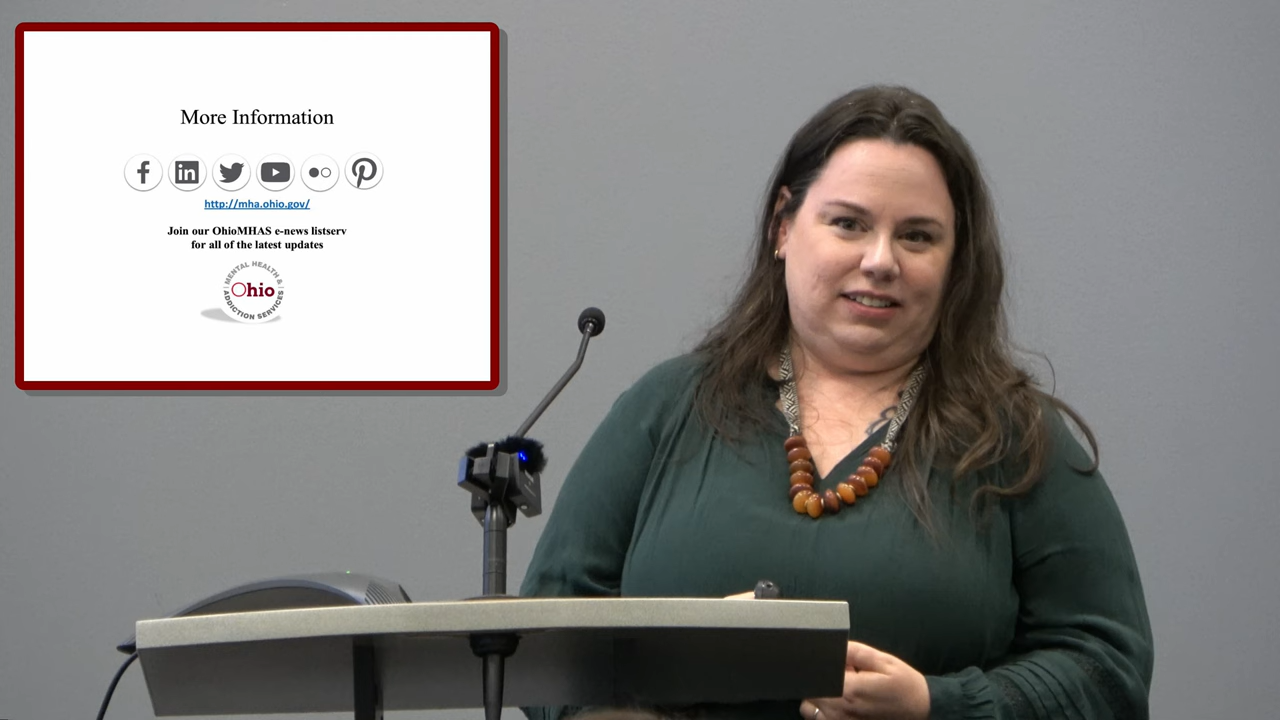 More Information
http://mha.ohio.gov/
Join our OhioMHAS e-news listserv
for all of the latest updates
MENTAL HEALTH &
Ohio
ADDICTION SERVICES